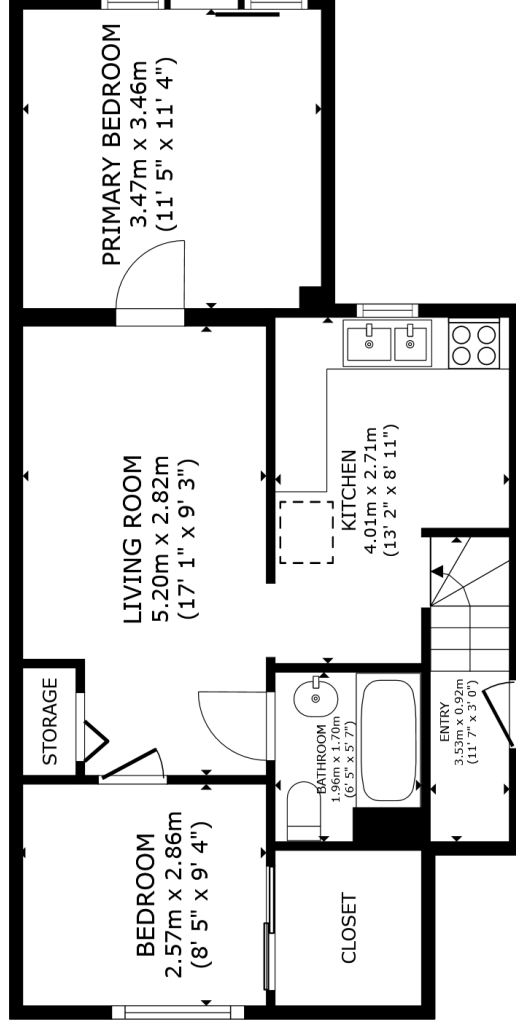 PRIMARY BEDROOM
3.47m x 3.46m
(11' 5" x 11' 4")
LIVING ROOM
5.20m x 2.82m
(17' 1" x 9' 3")
KITCHEN
4.01m x 2.71m
(13' 2" x 8' 11")
STORAGE
BATHROOM
1.96m x 1.70m
(6' 5" x 5' 7")
ENTRY
3.53m x 0.92m
(11' 7" x 3' 0")
BEDROOM
2.57m x 2.86m
(8' 5" x 9' 4")
CLOSET